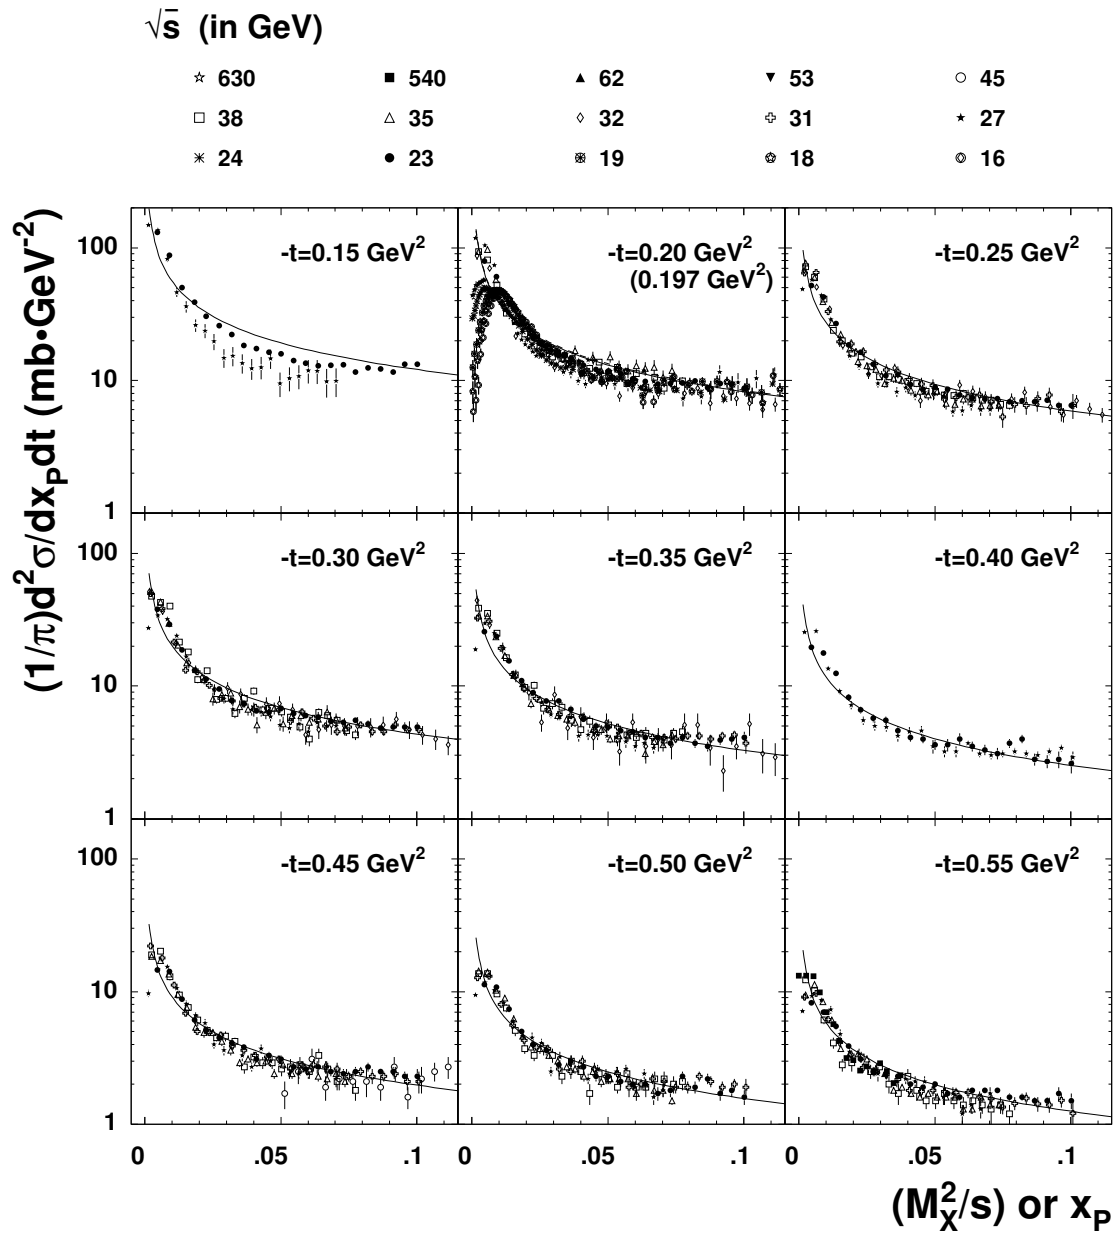 √s̄ (in GeV)
630 540 62 53 45
38 35 32 31 27
24 23 19 18 16
(1/π)d²σ/dx_P dt (mb•GeV⁻²)
100 -t=0.15 GeV² -t=0.20 GeV² -t=0.25 GeV²
(0.197 GeV²)
10
1
100 -t=0.30 GeV² -t=0.35 GeV² -t=0.40 GeV²
10
1
100 -t=0.45 GeV² -t=0.50 GeV² -t=0.55 GeV²
10
1
0 .05 .1 0 .05 .1 0 .05 .1
(M_X²/s) or x_P